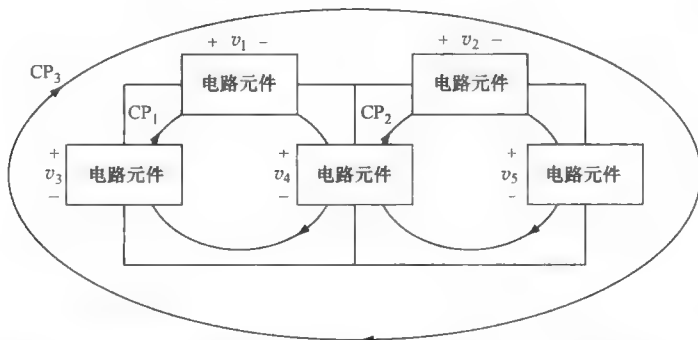 + v₁ −
+ v₂ −
CP₃
电路元件
电路元件
CP₁
CP₂
+
v₃
−
电路元件
+
v₄
−
电路元件
+
v₅
-
电路元件